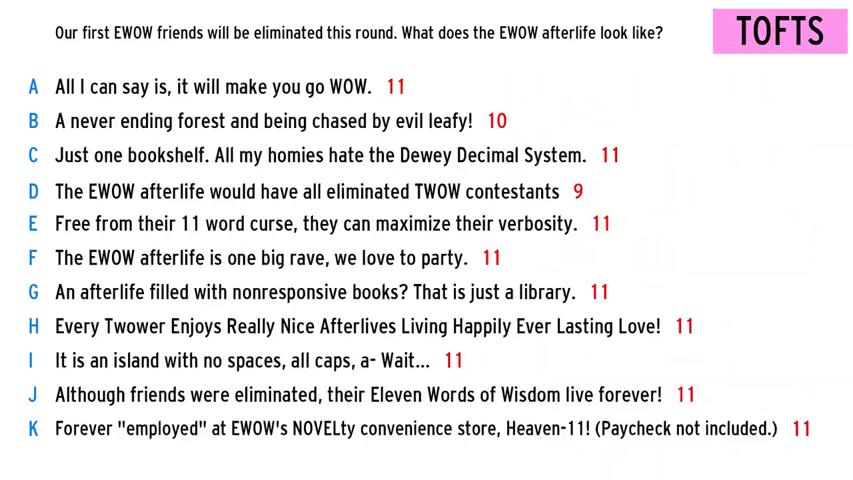 Our first EWOW friends will be eliminated this round. What does the EWOW afterlife look like?
TOFTS
A All I can say is, it will make you go WOW. 11
B A never ending forest and being chased by evil leafy! 10
C Just one bookshelf. All my homies hate the Dewey Decimal System. 11
D The EWOW afterlife would have all eliminated TWOW contestants 9
E Free from their 11 word curse, they can maximize their verbosity. 11
F The EWOW afterlife is one big rave, we love to party. 11
G An afterlife filled with nonresponsive books? That is just a library. 11
H Every Twower Enjoys Really Nice Afterlives Living Happily Ever Lasting Love! 11
I It is an island with no spaces, all caps, a- Wait... 11
J Although friends were eliminated, their Eleven Words of Wisdom live forever! 11
K Forever "employed" at EWOW's NOVELty convenience store, Heaven-11! (Paycheck not included.) 11